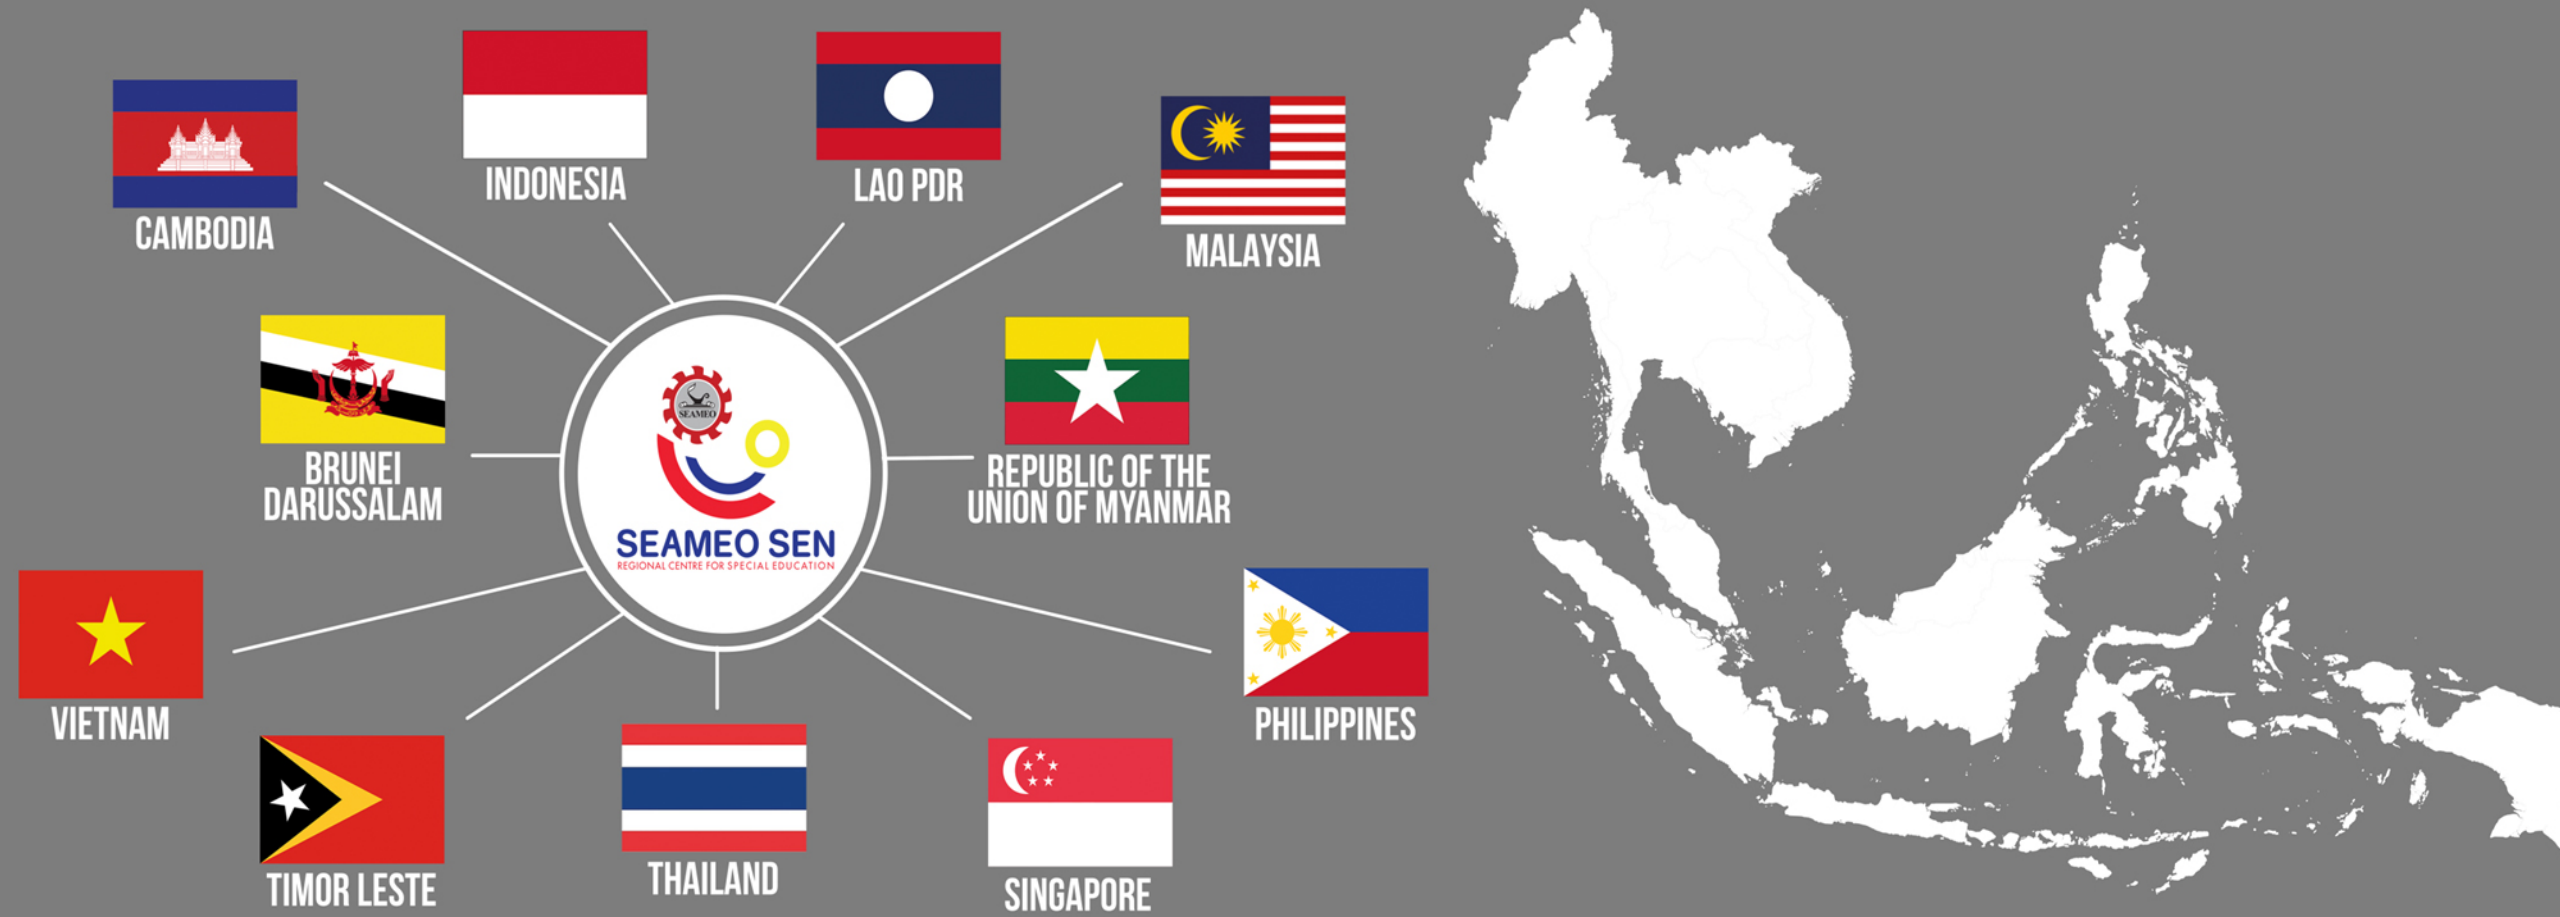 INDONESIA
LAO PDR
CAMBODIA
MALAYSIA
BRUNEI
DARUSSALAM
SEAMEO
SEAMEO SEN
REGIONAL CENTRE FOR SPECIAL EDUCATION
REPUBLIC OF THE
UNION OF MYANMAR
VIETNAM
PHILIPPINES
TIMOR LESTE
THAILAND
SINGAPORE